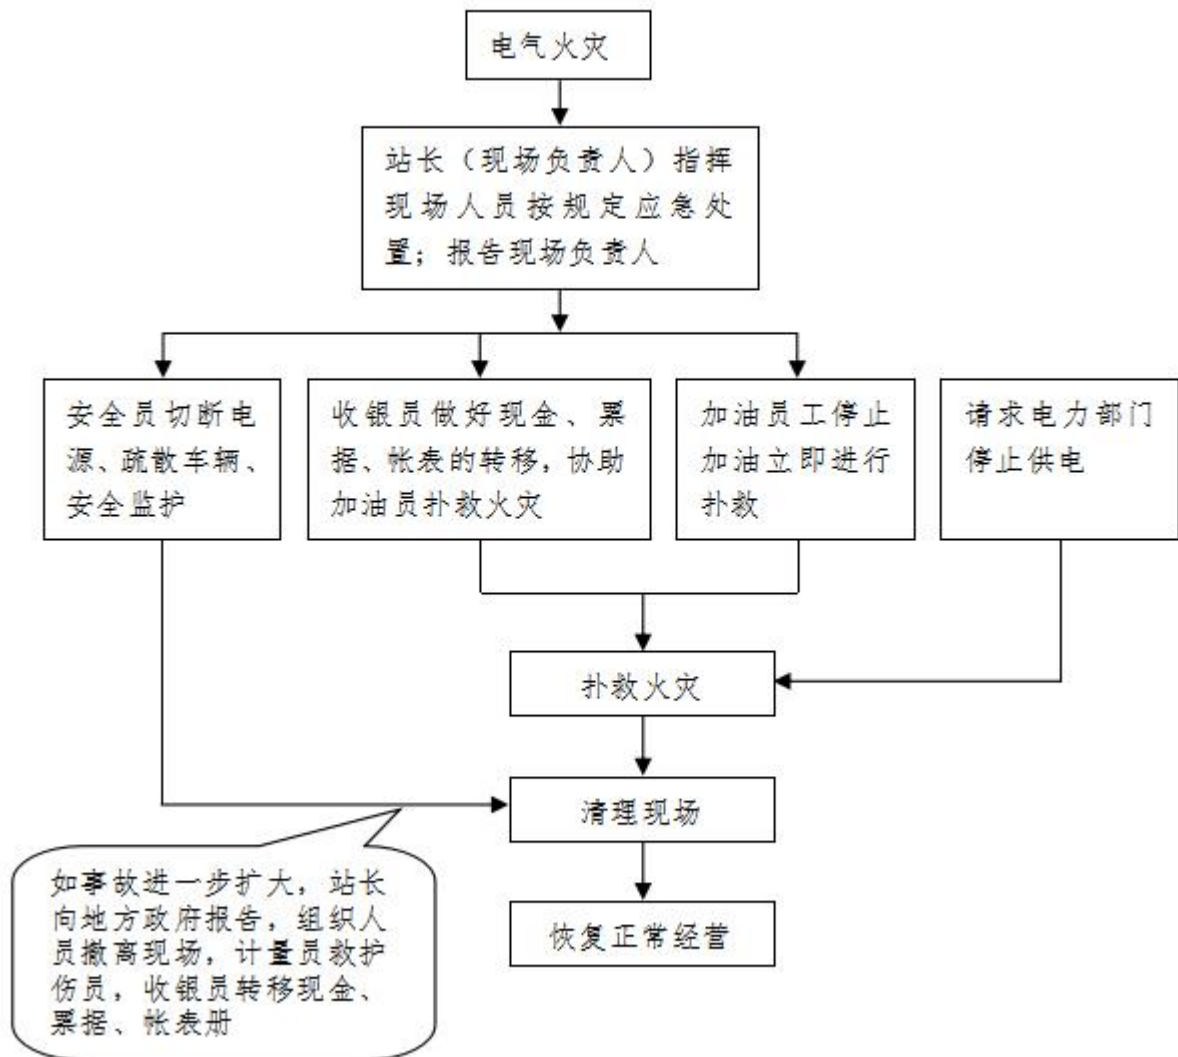 电气火灾
站长（现场负责人）指挥
现场人员按规定应急处
置；报告现场负责人
安全员切断电
源、疏散车辆、
安全监护
收银员做好现金、票
据、帐表的转移，协助
加油员扑救火灾
加油员工停止
加油立即进行
扑救
请求电力部门
停止供电
扑救火灾
清理现场
如事故进一步扩大，站长
向地方政府报告，组织人
员撤离现场，计量员救护
伤员，收银员转移现金、
票据、帐表册
恢复正常经营